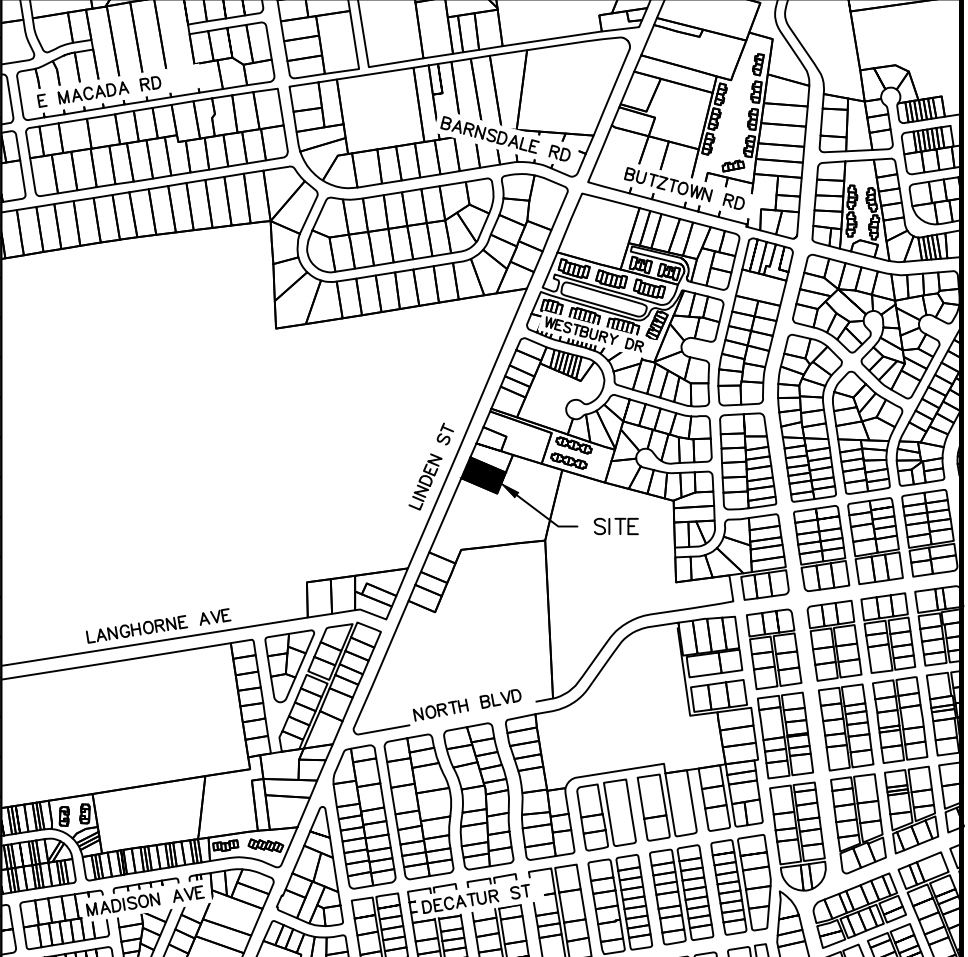 E MACADA RD
BARNSDALE RD
BUTZTOWN RD
WESTBURY DR
LINDEN ST
SITE
LANGHORNE AVE
NORTH BLVD
MADISON AVE
DECATUR ST